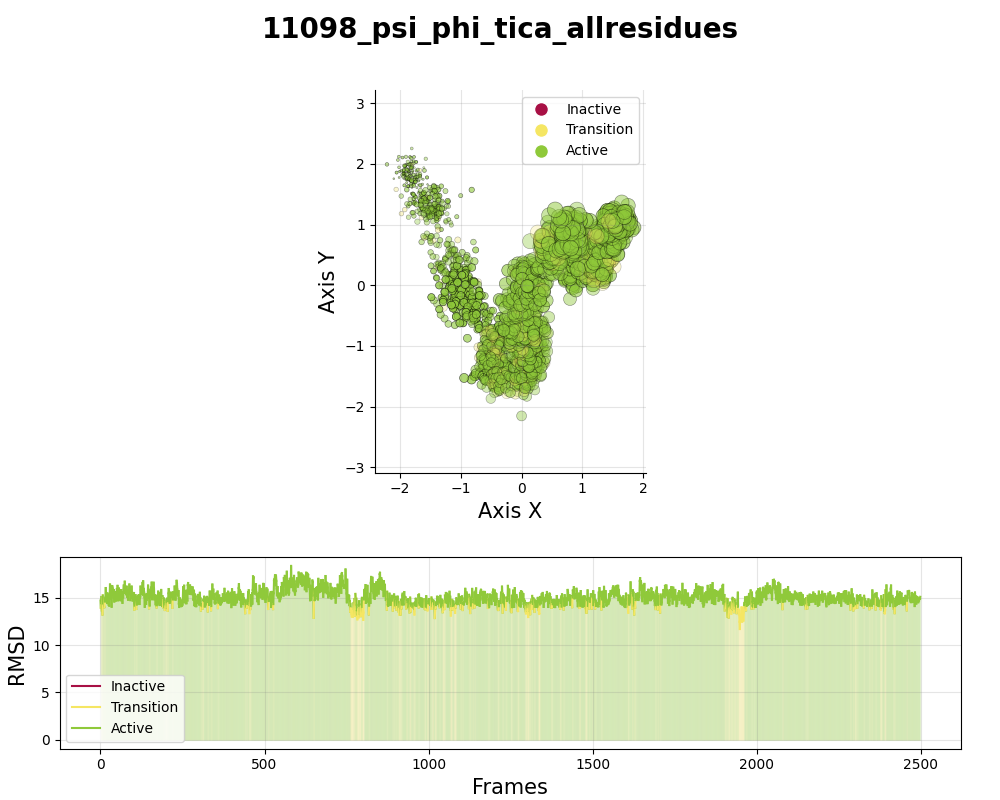 11098_psi_phi_tica_allresidues
3
2
1
0
−1
−2
−3
Axis Y
Inactive
Transition
Active
−2
−1
0
1
2
Axis X
15
10
5
0
RMSD
Inactive
Transition
Active
0
500
1000
1500
2000
2500
Frames